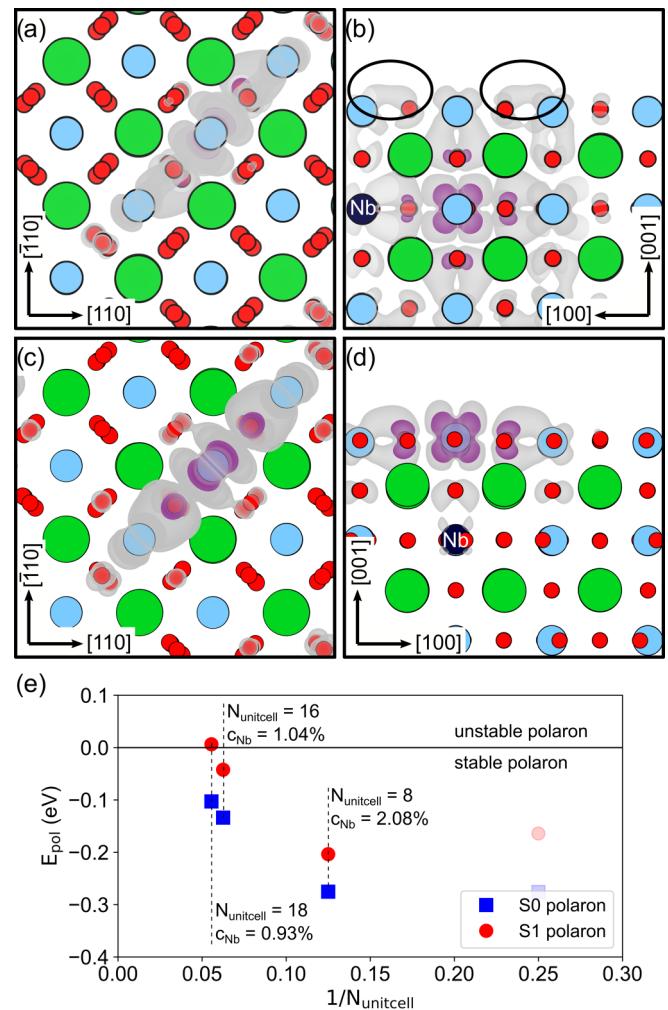 (a)
[1̄10]
[110]
(b)
Nb
[001]
[100]
(c)
[1̄10]
[110]
(d)
Nb
[001]
[100]
(e)
E_pol (eV)
0.1
0.0
−0.1
−0.2
−0.3
−0.4
N_unitcell = 16
c_Nb = 1.04%
unstable polaron
stable polaron
N_unitcell = 8
c_Nb = 2.08%
N_unitcell = 18
c_Nb = 0.93%
S0 polaron
S1 polaron
0.00
0.05
0.10
0.15
0.20
0.25
0.30
1/N_unitcell